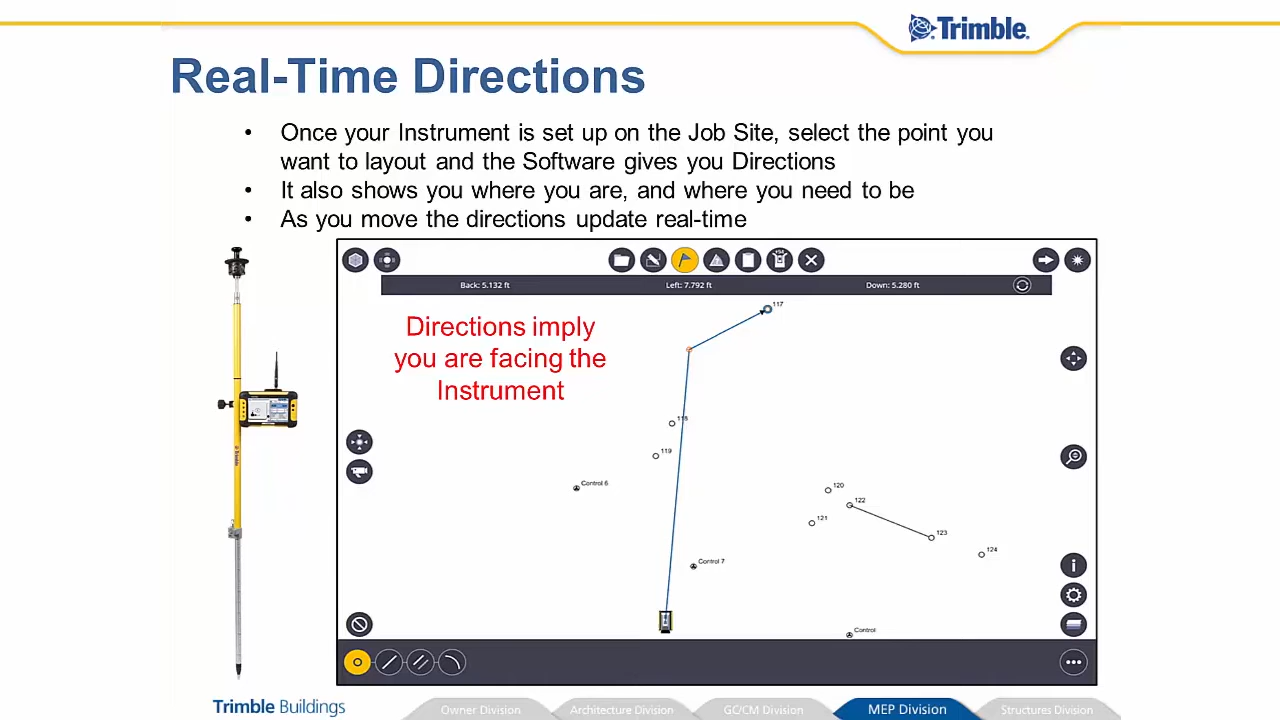 Trimble.
Real-Time Directions
• Once your Instrument is set up on the Job Site, select the point you
want to layout and the Software gives you Directions
• It also shows you where you are, and where you need to be
• As you move the directions update real-time
Back: 5.132 ft Left: 7.792 ft Down: 5.280 ft
117
Directions imply
you are facing the
Instrument
118
119
Control 6
120
122
121
123
124
Control 7
Control
Trimble Buildings
Owner Division Architecture Division GC/CM Division MEP Division Structures Division